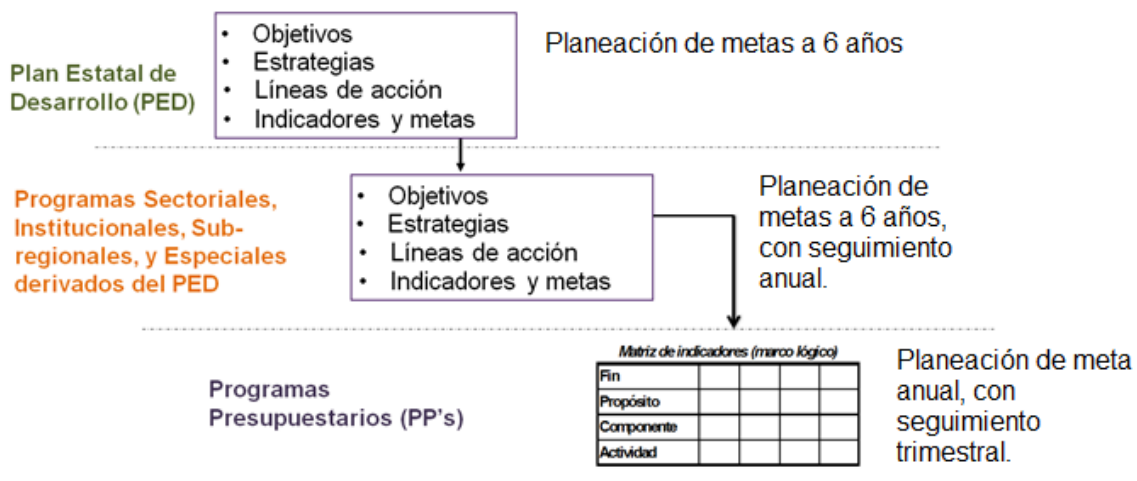 Plan Estatal de
Desarrollo (PED)
• Objetivos
• Estrategias
• Líneas de acción
• Indicadores y metas
Planeación de metas a 6 años
Programas Sectoriales,
Institucionales, Sub-
regionales, y Especiales
derivados del PED
• Objetivos
• Estrategias
• Líneas de acción
• Indicadores y metas
Planeación de
metas a 6 años,
con seguimiento
anual.
Programas
Presupuestarios (PP's)
Matriz de indicadores (marco lógico)
Fin
Propósito
Componente
Actividad
Planeación de meta
anual, con
seguimiento
trimestral.